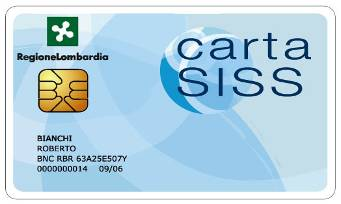 RegioneLombardia
carta
SISS
BIANCHI
ROBERTO
BNC RBR 63A25E507Y
0000000014 09/06